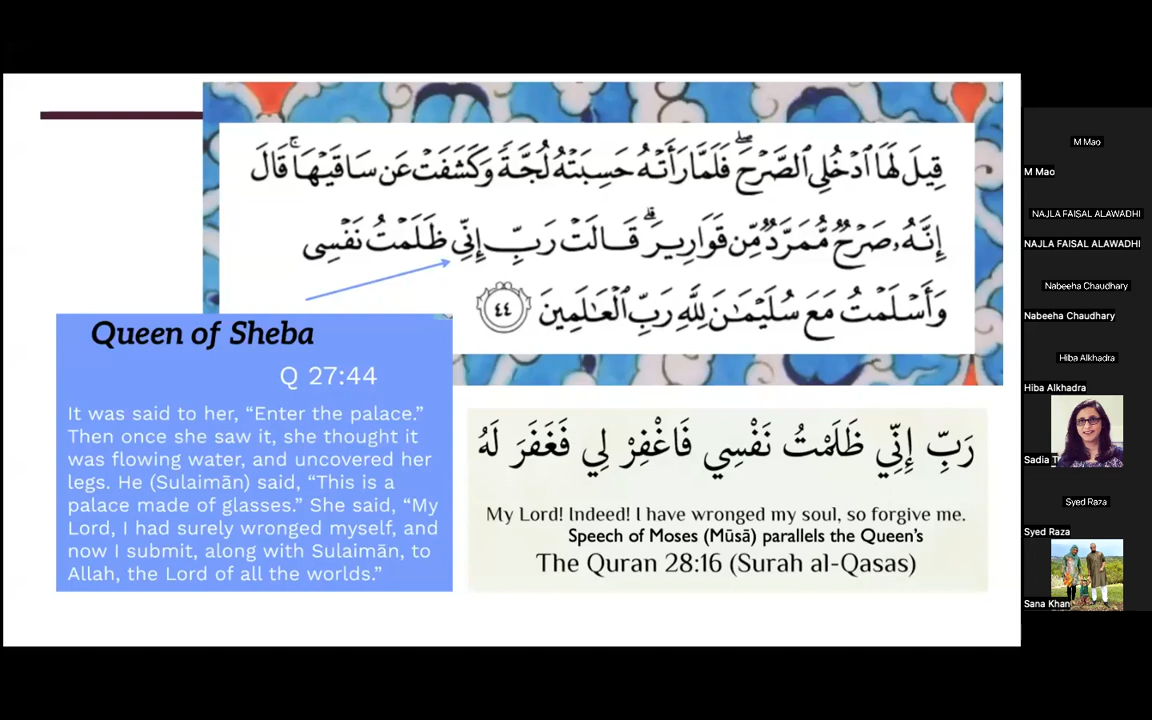 قِيلَ لَهَا ٱدْخُلِى ٱلصَّرْحَ ۖ فَلَمَّا رَأَتْهُ حَسِبَتْهُ لُجَّةً وَكَشَفَتْ عَن سَاقَيْهَا ۚ قَالَ
إِنَّهُۥ صَرْحٌ مُّمَرَّدٌ مِّن قَوَارِيرَ ۗ قَالَتْ رَبِّ إِنِّى ظَلَمْتُ نَفْسِى
وَأَسْلَمْتُ مَعَ سُلَيْمَـٰنَ لِلَّهِ رَبِّ ٱلْعَـٰلَمِينَ ٤٤
Queen of Sheba
Q 27:44
It was said to her, “Enter the palace.”
Then once she saw it, she thought it
was flowing water, and uncovered her
legs. He (Sulaimān) said, “This is a
palace made of glasses.” She said, “My
Lord, I had surely wronged myself, and
now I submit, along with Sulaimān, to
Allah, the Lord of all the worlds.”
رَبِّ إِنِّي ظَلَمْتُ نَفْسِي فَاغْفِرْ لِي فَغَفَرَ لَهُ
My Lord! Indeed! I have wronged my soul, so forgive me.
Speech of Moses (Mūsā) parallels the Queen’s
The Quran 28:16 (Surah al-Qasas)
M Mao
M Mao
NAJLA FAISAL ALAWADHI
NAJLA FAISAL ALAWADHI
Nabeeha Chaudhary
Nabeeha Chaudhary
Hiba Alkhadra
Hiba Alkhadra
Sadia T
Syed Raza
Syed Raza
Sana Khan